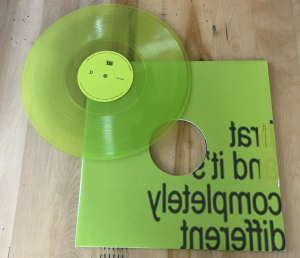 rat
nd it's
completely
different